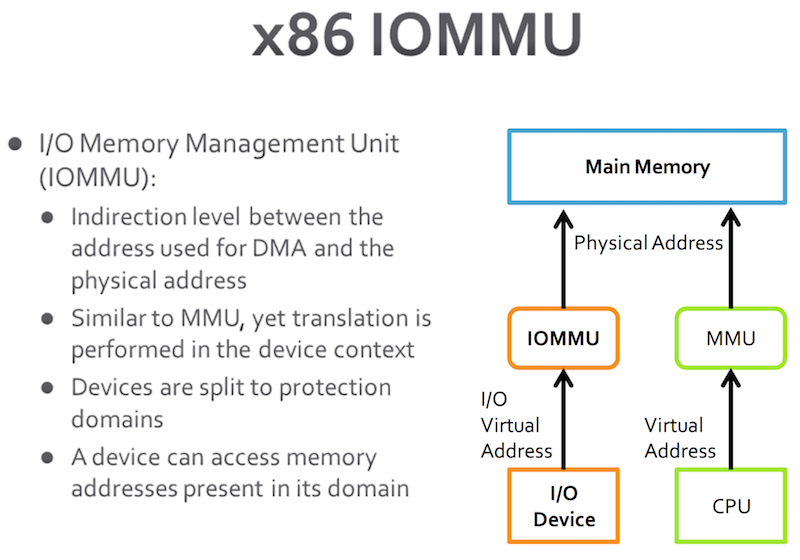 x86 IOMMU
● I/O Memory Management Unit
(IOMMU):
● Indirection level between the
address used for DMA and the
physical address
● Similar to MMU, yet translation is
performed in the device context
● Devices are split to protection
domains
● A device can access memory
addresses present in its domain
Main Memory
Physical Address
IOMMU
MMU
I/O
Virtual
Address
Virtual
Address
I/O
Device
CPU